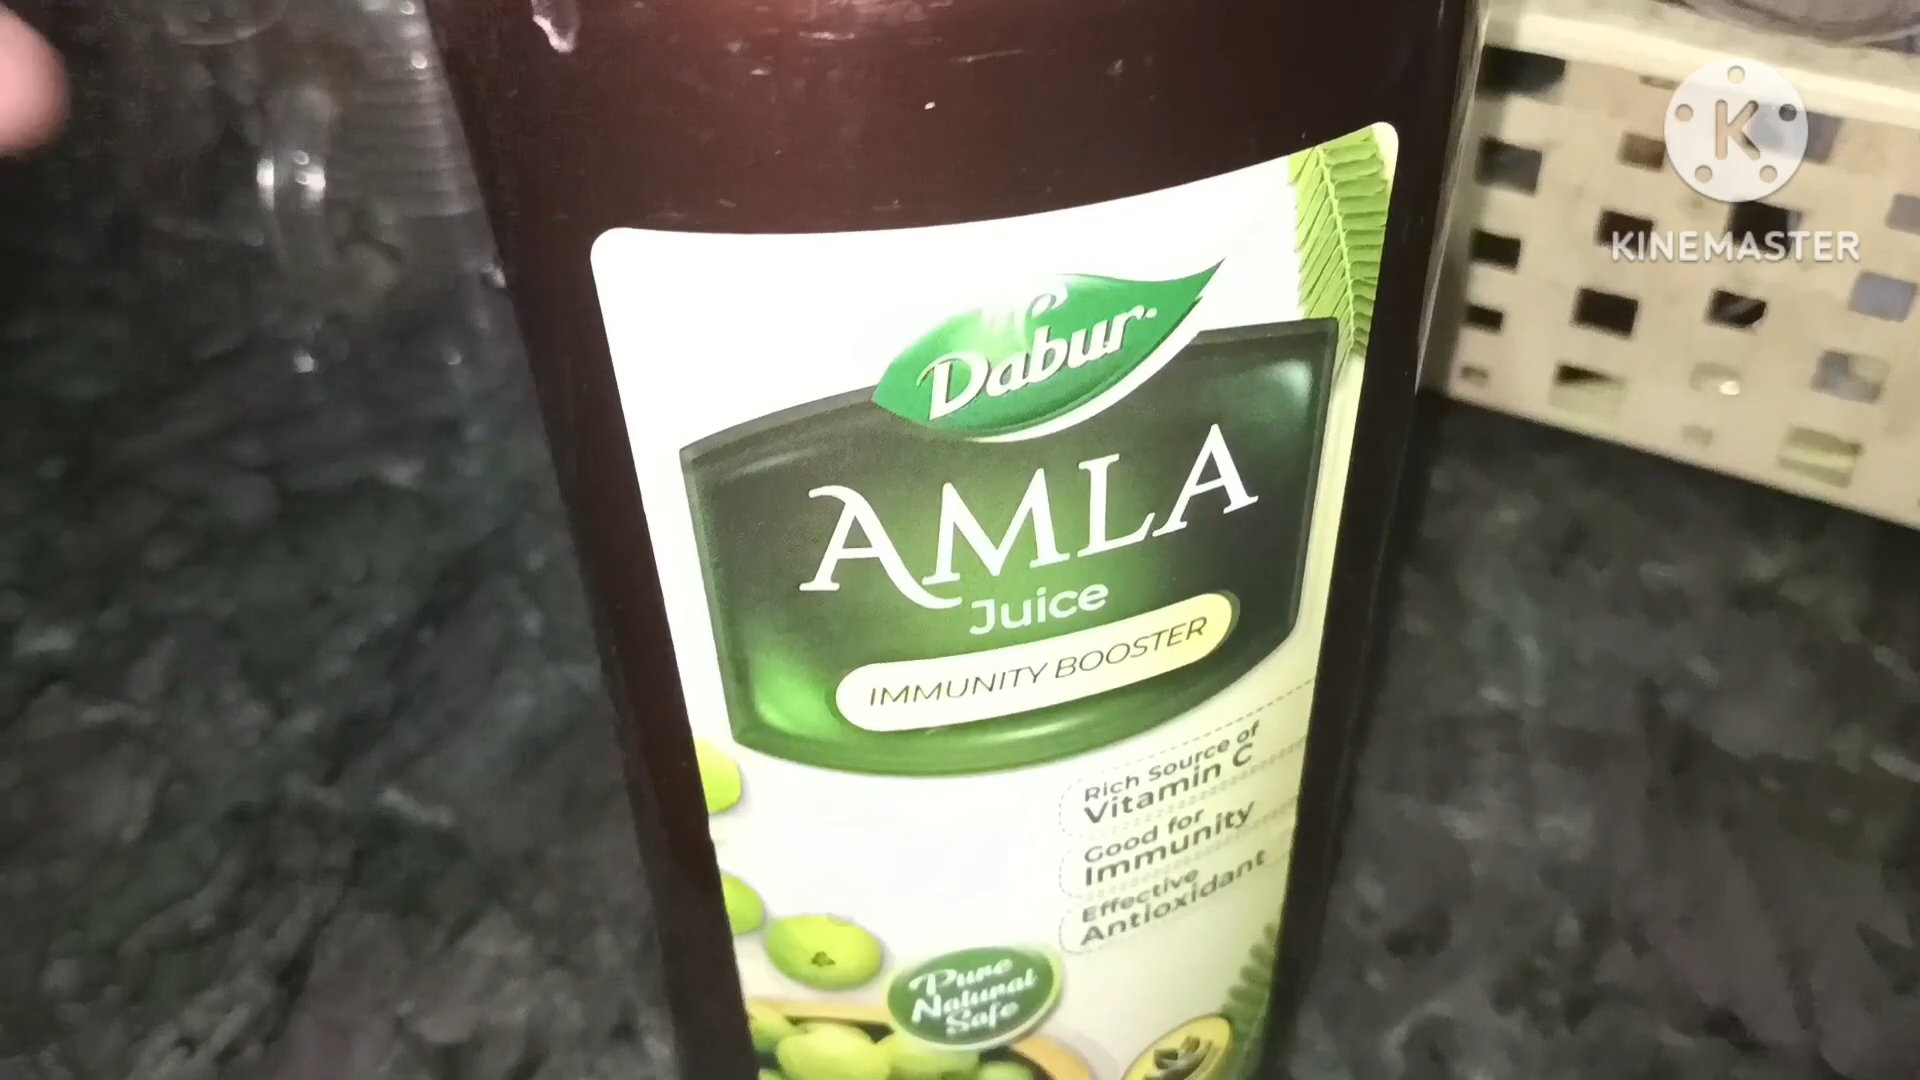 K
KINEMASTER
Dabur
AMLA
Juice
IMMUNITY BOOSTER
Rich Source of
Vitamin C
Good for
Immunity
Effective
Antioxidant
Pure
Natural
Safe